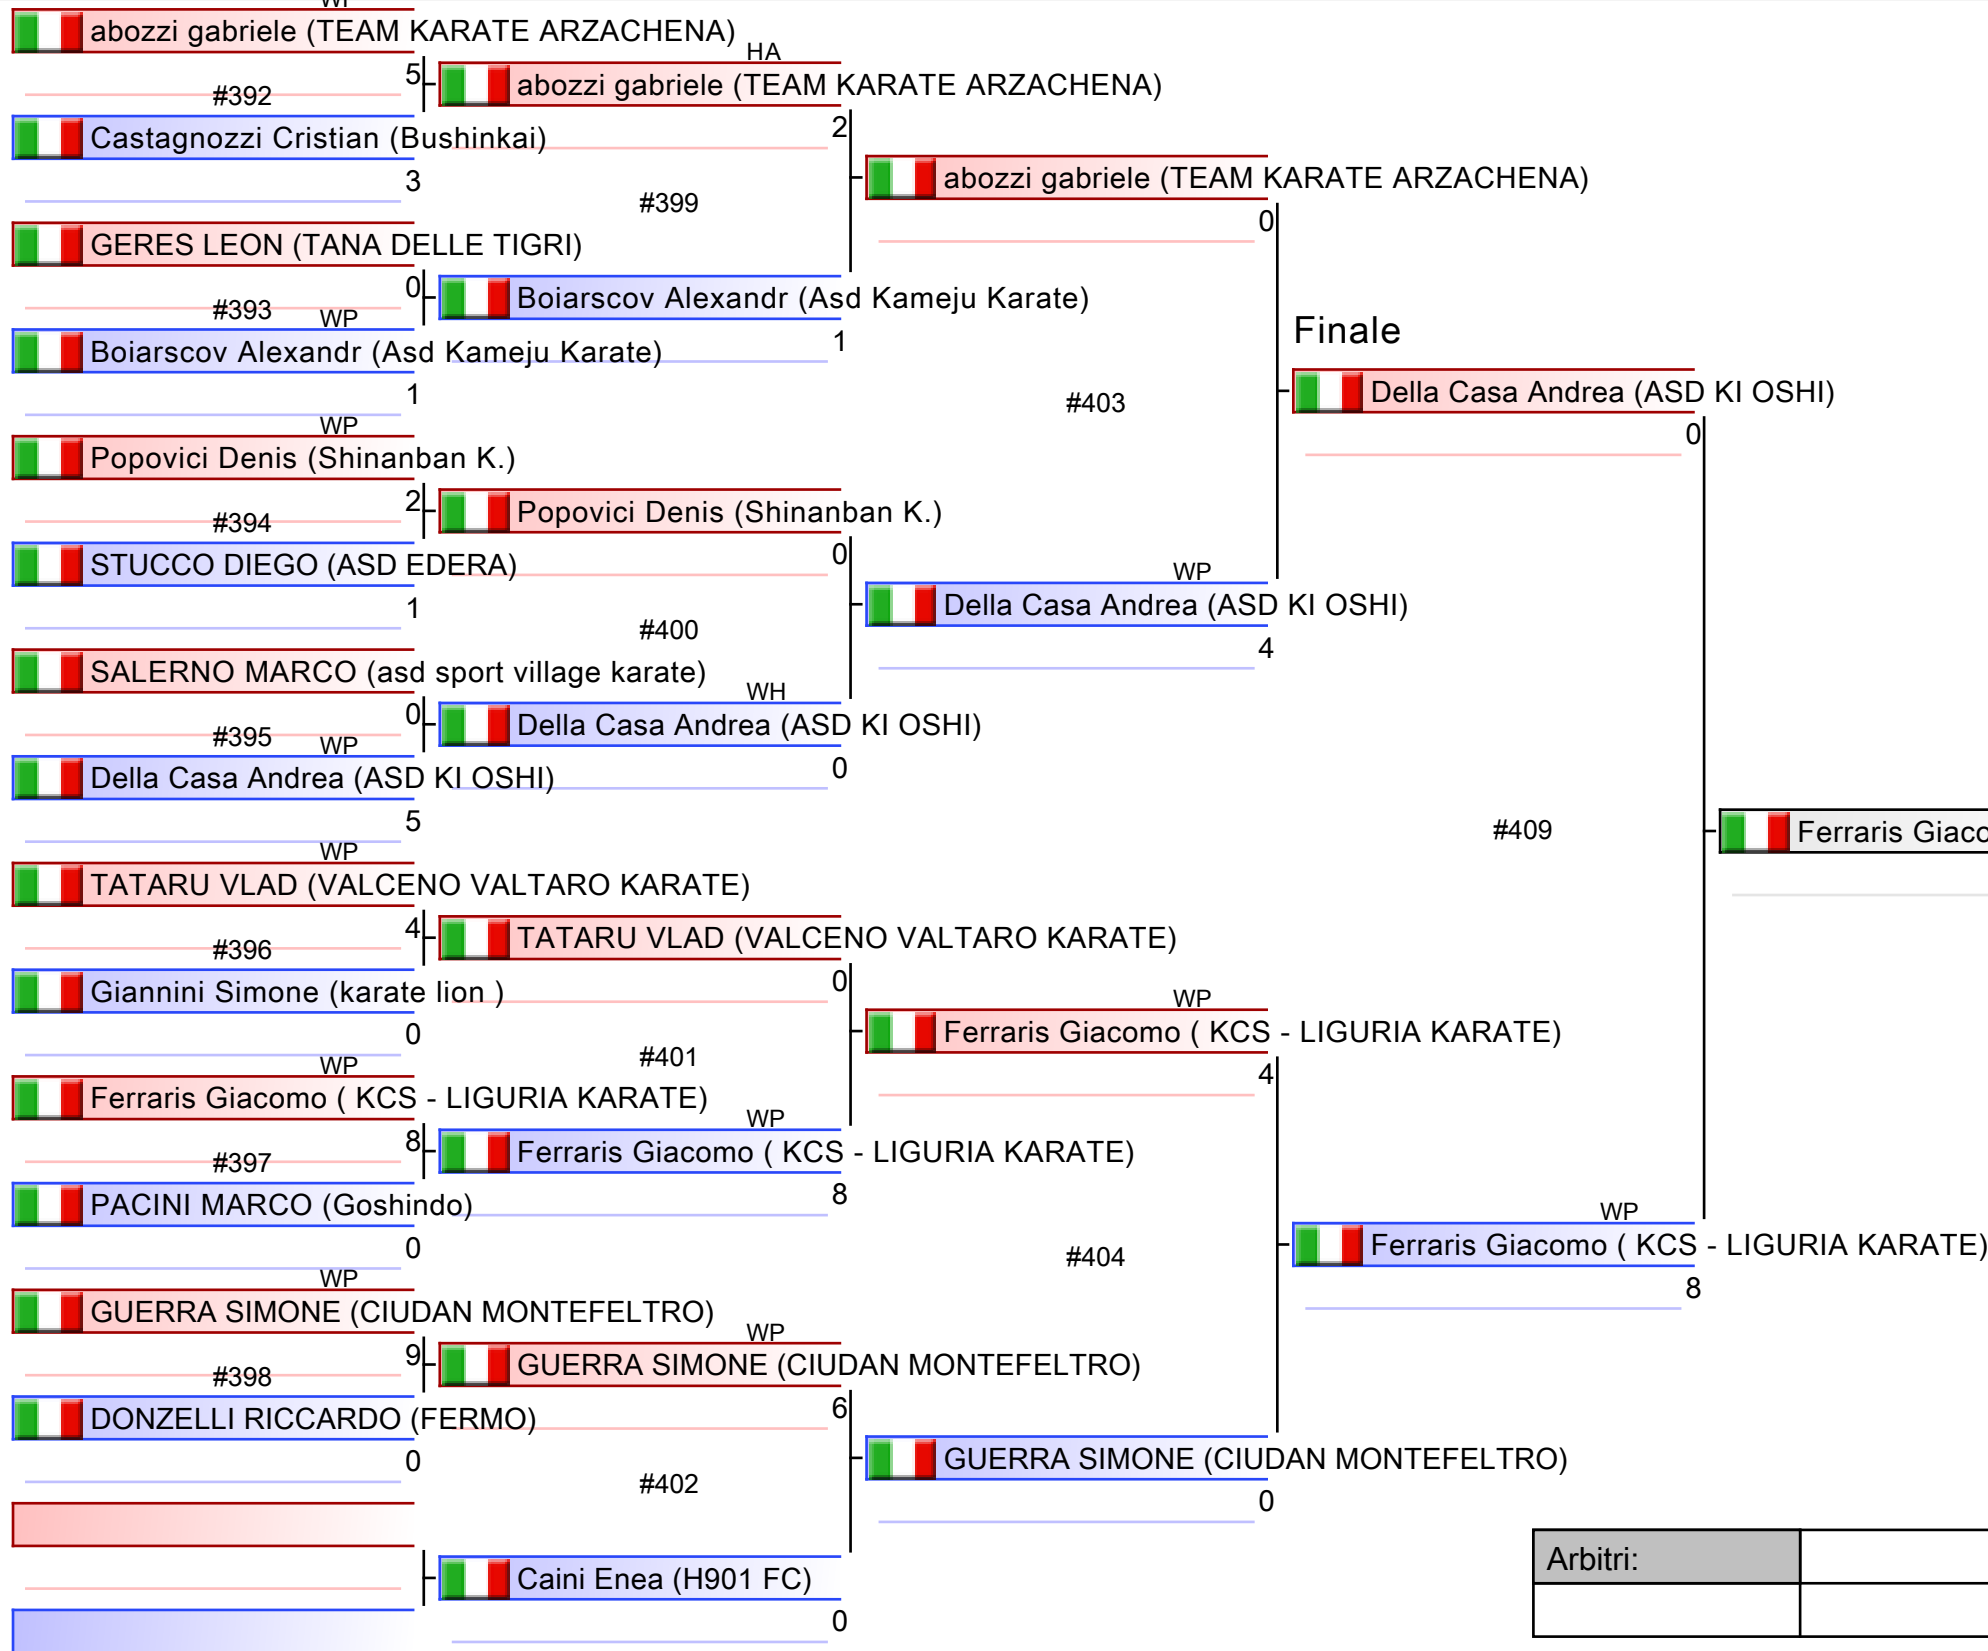 WP
abozzi gabriele (TEAM KARATE ARZACHENA)
5
#392
Castagnozzi Cristian (Bushinkai)
3
GERES LEON (TANA DELLE TIGRI)
0
#393
WP
Boiarscov Alexandr (Asd Kameju Karate)
1
WP
Popovici Denis (Shinanban K.)
2
#394
STUCCO DIEGO (ASD EDERA)
1
SALERNO MARCO (asd sport village karate)
0
#395
WP
Della Casa Andrea (ASD KI OSHI)
5
WP
TATARU VLAD (VALCENO VALTARO KARATE)
4
#396
Giannini Simone (karate lion )
0
WP
Ferraris Giacomo ( KCS - LIGURIA KARATE)
8
#397
PACINI MARCO (Goshindo)
0
WP
GUERRA SIMONE (CIUDAN MONTEFELTRO)
9
#398
DONZELLI RICCARDO (FERMO)
0
HA
abozzi gabriele (TEAM KARATE ARZACHENA)
2
#399
Boiarscov Alexandr (Asd Kameju Karate)
1
Popovici Denis (Shinanban K.)
0
#400
WH
Della Casa Andrea (ASD KI OSHI)
0
TATARU VLAD (VALCENO VALTARO KARATE)
0
#401
WP
Ferraris Giacomo ( KCS - LIGURIA KARATE)
8
WP
GUERRA SIMONE (CIUDAN MONTEFELTRO)
6
#402
Caini Enea (H901 FC)
0
abozzi gabriele (TEAM KARATE ARZACHENA)
0
#403
WP
Della Casa Andrea (ASD KI OSHI)
4
WP
Ferraris Giacomo ( KCS - LIGURIA KARATE)
4
#404
GUERRA SIMONE (CIUDAN MONTEFELTRO)
0
Finale
Della Casa Andrea (ASD KI OSHI)
0
#409
WP
Ferraris Giacomo ( KCS - LIGURIA KARATE)
8
Ferraris Giaco
Arbitri: